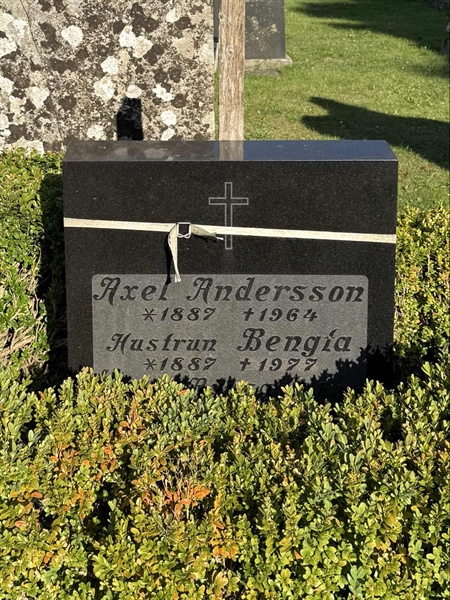 Axel Andersson
*1887 †1964
Hustrun Bengta
*1887 †1977